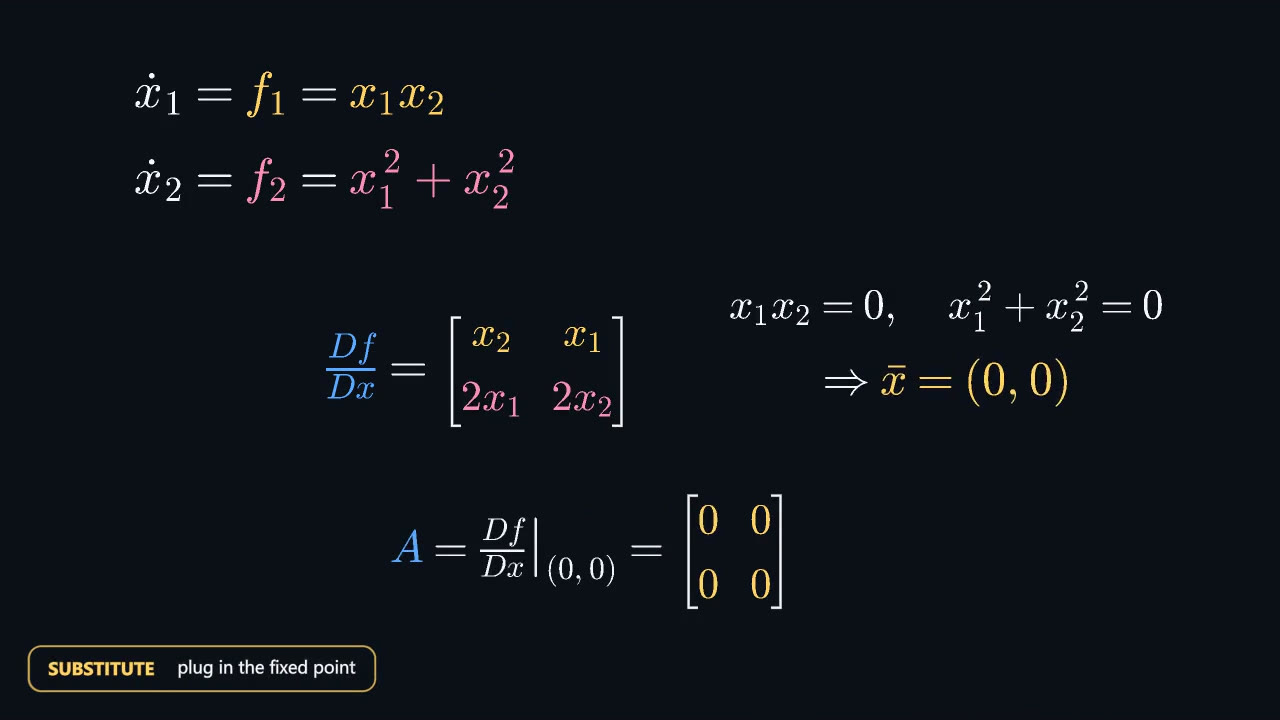 ẋ₁ = f₁ = x₁x₂
ẋ₂ = f₂ = x₁² + x₂²
x₁x₂ = 0, x₁² + x₂² = 0
⇒ x̄ = (0, 0)
Df/Dx = [x₂ x₁; 2x₁ 2x₂]
A = Df/Dx |₍₀, ₀₎ = [0 0; 0 0]
SUBSTITUTE plug in the fixed point